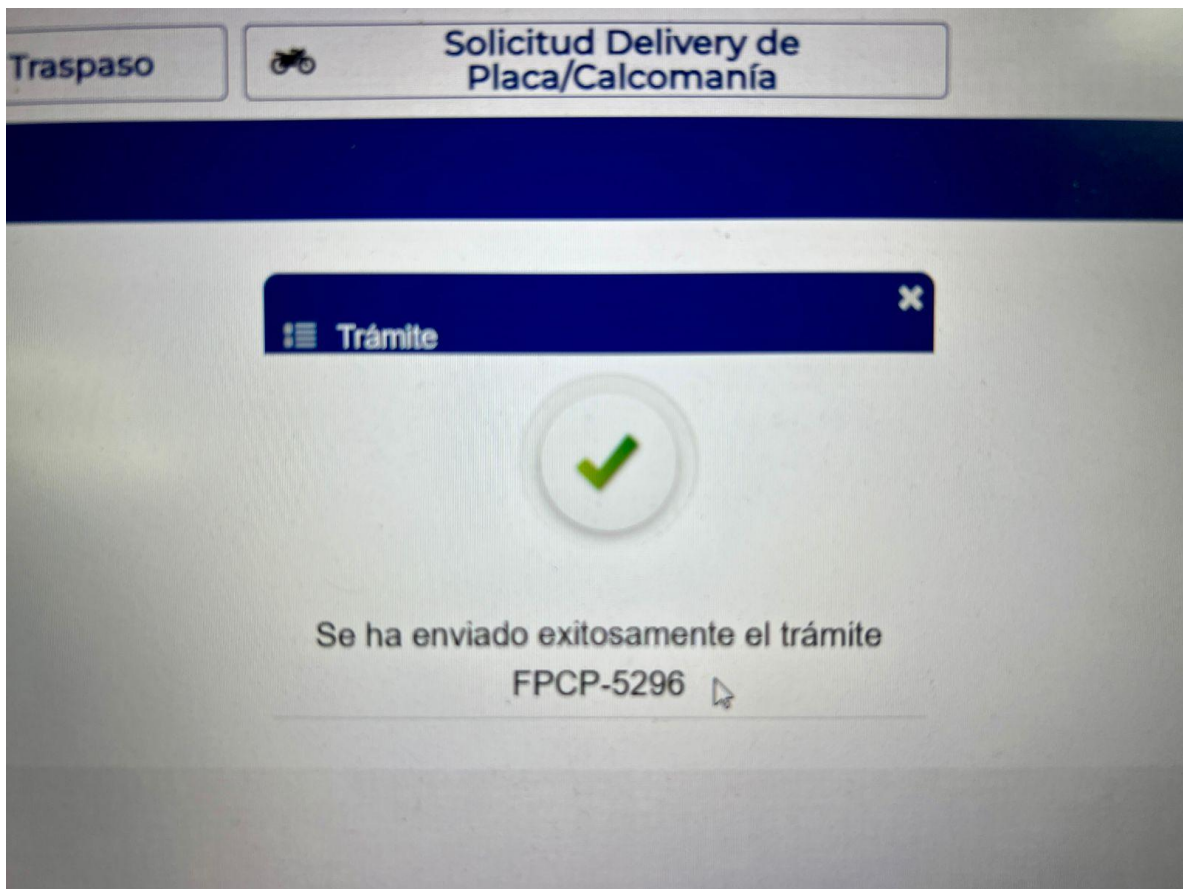 Traspaso
Solicitud Delivery de
Placa/Calcomanía
Trámite
Se ha enviado exitosamente el trámite
FPCP-5296